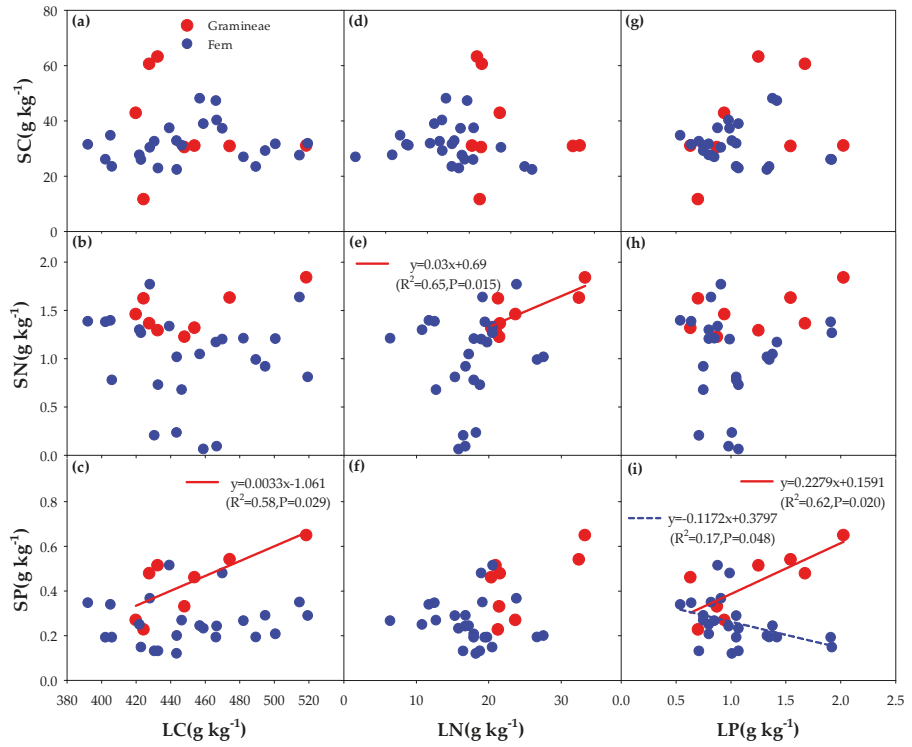 (a)
Gramineae
Fern
(d)
(g)
80
60
40
20
0
SC(g kg-1)
(b)
(e)
(h)
y=0.03x+0.69
(R2=0.65,P=0.015)
2.0
1.5
1.0
0.5
0.0
SN(g kg-1)
(c)
(f)
(i)
y=0.0033x-1.061
(R2=0.58,P=0.029)
y=0.2279x+0.1591
(R2=0.62,P=0.020)
y=-0.1172x+0.3797
(R2=0.17,P=0.048)
0.8
0.6
0.4
0.2
0.0
SP(g kg-1)
380 400 420 440 460 480 500 520
0 10 20 30
0.0 0.5 1.0 1.5 2.0 2.5
LC(g kg-1)
LN(g kg-1)
LP(g kg-1)